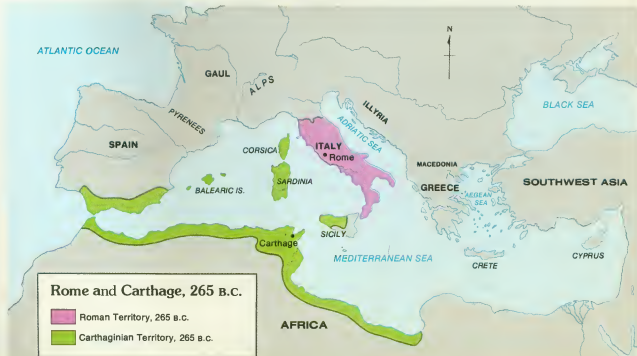 ATLANTIC OCEAN
N
GAUL
ALPS
ILLYRIA
BLACK SEA
PYRENEES
ADRIATIC SEA
SPAIN
CORSICA
ITALY
Rome
MACEDONIA
BALEARIC IS.
SARDINIA
GREECE
AEGEAN
SEA
SOUTHWEST ASIA
SICILY
Carthage
MEDITERRANEAN SEA
CRETE
CYPRUS
AFRICA
Rome and Carthage, 265 B.C.
Roman Territory, 265 B.C.
Carthaginian Territory, 265 B.C.